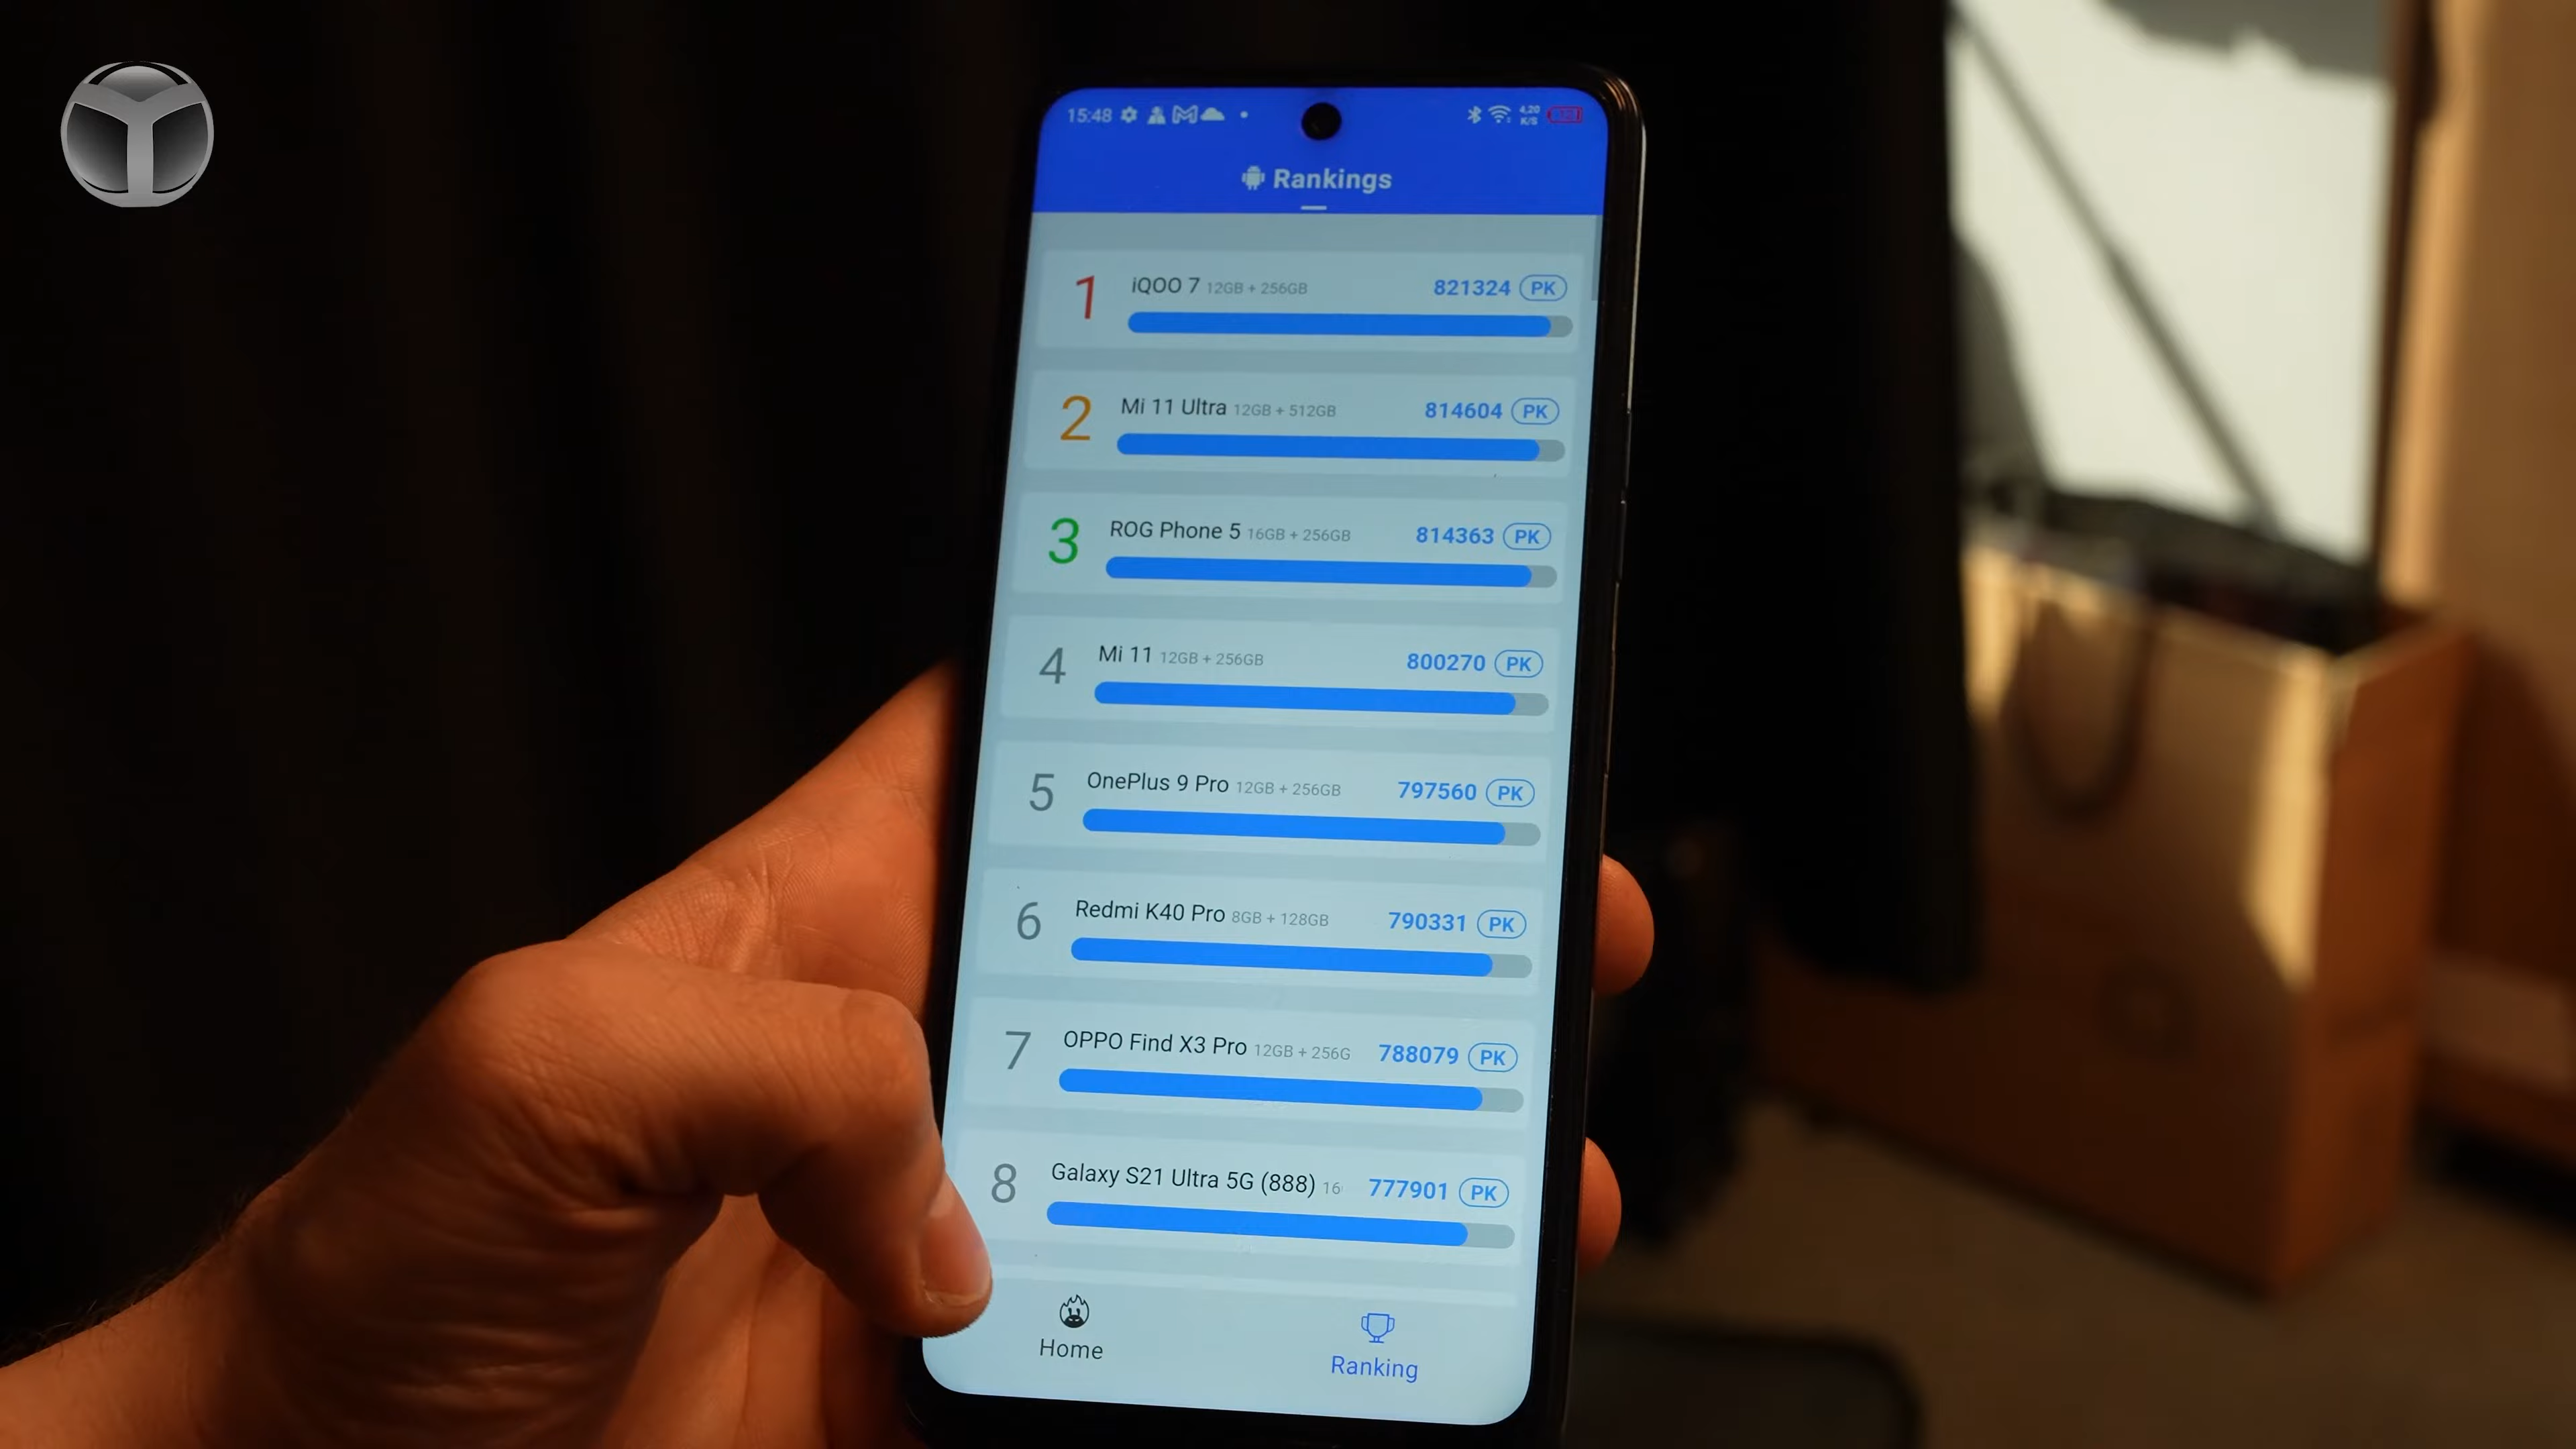 15:48 4.20 K/S
Rankings
1 iQOO 7 12GB + 256GB 821324 PK
2 Mi 11 Ultra 12GB + 512GB 814604 PK
3 ROG Phone 5 16GB + 256GB 814363 PK
4 Mi 11 12GB + 256GB 800270 PK
5 OnePlus 9 Pro 12GB + 256GB 797560 PK
6 Redmi K40 Pro 8GB + 128GB 790331 PK
7 OPPO Find X3 Pro 12GB + 256G 788079 PK
8 Galaxy S21 Ultra 5G (888) 16 777901 PK
Home Ranking